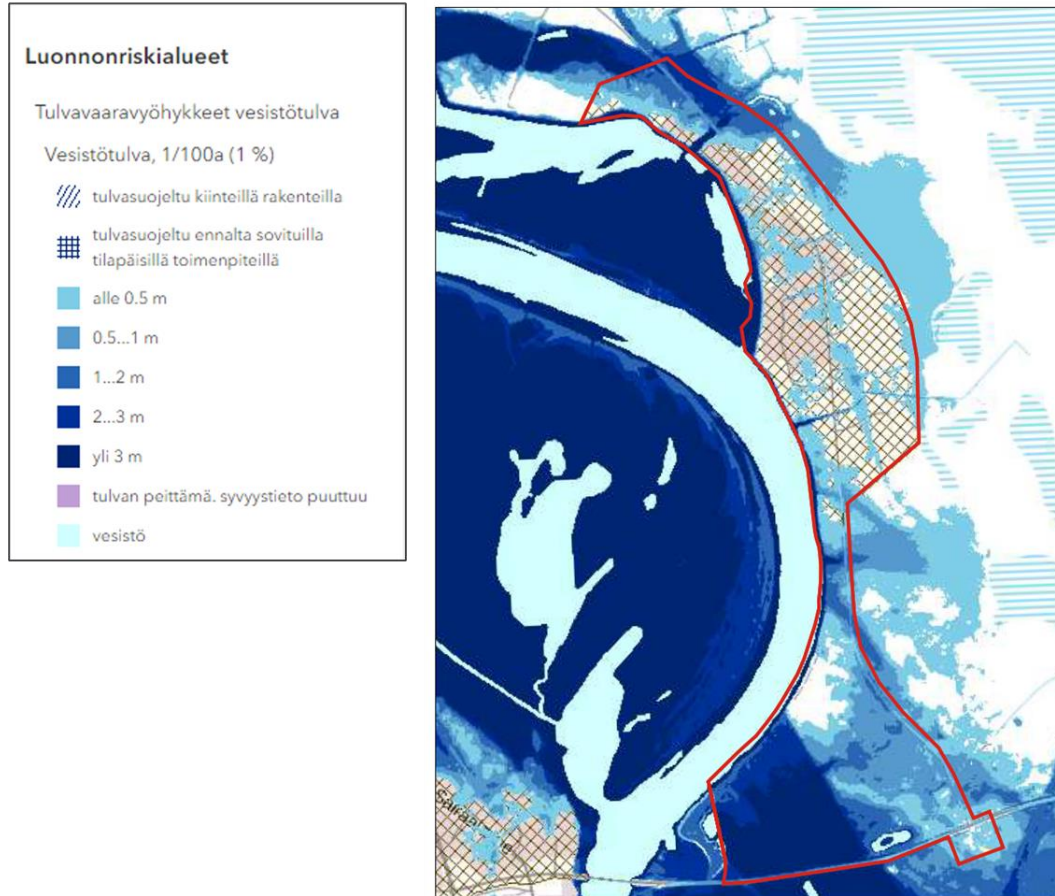 Luonnonriskialueet
Tulvavaaravyöhykkeet vesistötulva
Vesistötulva, 1/100a (1 %)
tulvasuojeltu kiinteillä rakenteilla
tulvasuojeltu ennalta sovituilla
tilapäisillä toimenpiteillä
alle 0.5 m
0.5...1 m
1...2 m
2...3 m
yli 3 m
tulvan peittämä. syvyystieto puuttuu
vesistö